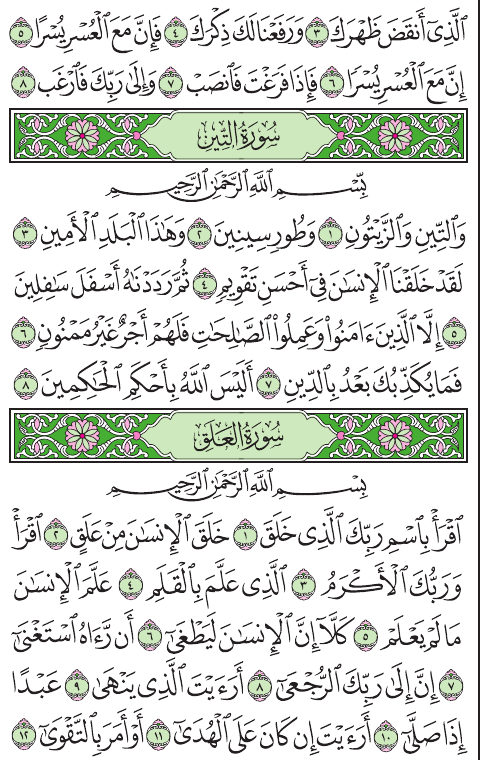 ٱلَّذِىٓ أَنقَضَ ظَهْرَكَ ٣ وَرَفَعْنَا لَكَ ذِكْرَكَ ٤ فَإِنَّ مَعَ ٱلْعُسْرِ يُسْرًا ٥
إِنَّ مَعَ ٱلْعُسْرِ يُسْرًا ٦ فَإِذَا فَرَغْتَ فَٱنصَبْ ٧ وَإِلَىٰ رَبِّكَ فَٱرْغَب ٨
سُورَةُ التِّينِ
بِسْمِ ٱللَّهِ ٱلرَّحْمَٰنِ ٱلرَّحِيمِ
وَٱلتِّينِ وَٱلزَّيْتُونِ ١ وَطُورِ سِينِينَ ٢ وَهَٰذَا ٱلْبَلَدِ ٱلْأَمِينِ ٣
لَقَدْ خَلَقْنَا ٱلْإِنسَٰنَ فِىٓ أَحْسَنِ تَقْوِيمٍ ٤ ثُمَّ رَدَدْنَٰهُ أَسْفَلَ سَٰفِلِينَ
٥ إِلَّا ٱلَّذِينَ ءَامَنُوا۟ وَعَمِلُوا۟ ٱلصَّٰلِحَٰتِ فَلَهُمْ أَجْرٌ غَيْرُ مَمْنُونٍ ٦
فَمَا يُكَذِّبُكَ بَعْدُ بِٱلدِّينِ ٧ أَلَيْسَ ٱللَّهُ بِأَحْكَمِ ٱلْحَٰكِمِينَ ٨
سُورَةُ العَلَقِ
بِسْمِ ٱللَّهِ ٱلرَّحْمَٰنِ ٱلرَّحِيمِ
ٱقْرَأْ بِٱسْمِ رَبِّكَ ٱلَّذِى خَلَقَ ١ خَلَقَ ٱلْإِنسَٰنَ مِنْ عَلَقٍ ٢ ٱقْرَأْ
وَرَبُّكَ ٱلْأَكْرَمُ ٣ ٱلَّذِى عَلَّمَ بِٱلْقَلَمِ ٤ عَلَّمَ ٱلْإِنسَٰنَ
مَا لَمْ يَعْلَمْ ٥ كَلَّآ إِنَّ ٱلْإِنسَٰنَ لَيَطْغَىٰٓ ٦ أَن رَّءَاهُ ٱسْتَغْنَىٰٓ
٧ إِنَّ إِلَىٰ رَبِّكَ ٱلرُّجْعَىٰٓ ٨ أَرَءَيْتَ ٱلَّذِى يَنْهَىٰ ٩ عَبْدًا
إِذَا صَلَّىٰٓ ١٠ أَرَءَيْتَ إِن كَانَ عَلَى ٱلْهُدَىٰٓ ١١ أَوْ أَمَرَ بِٱلتَّقْوَىٰٓ ١٢